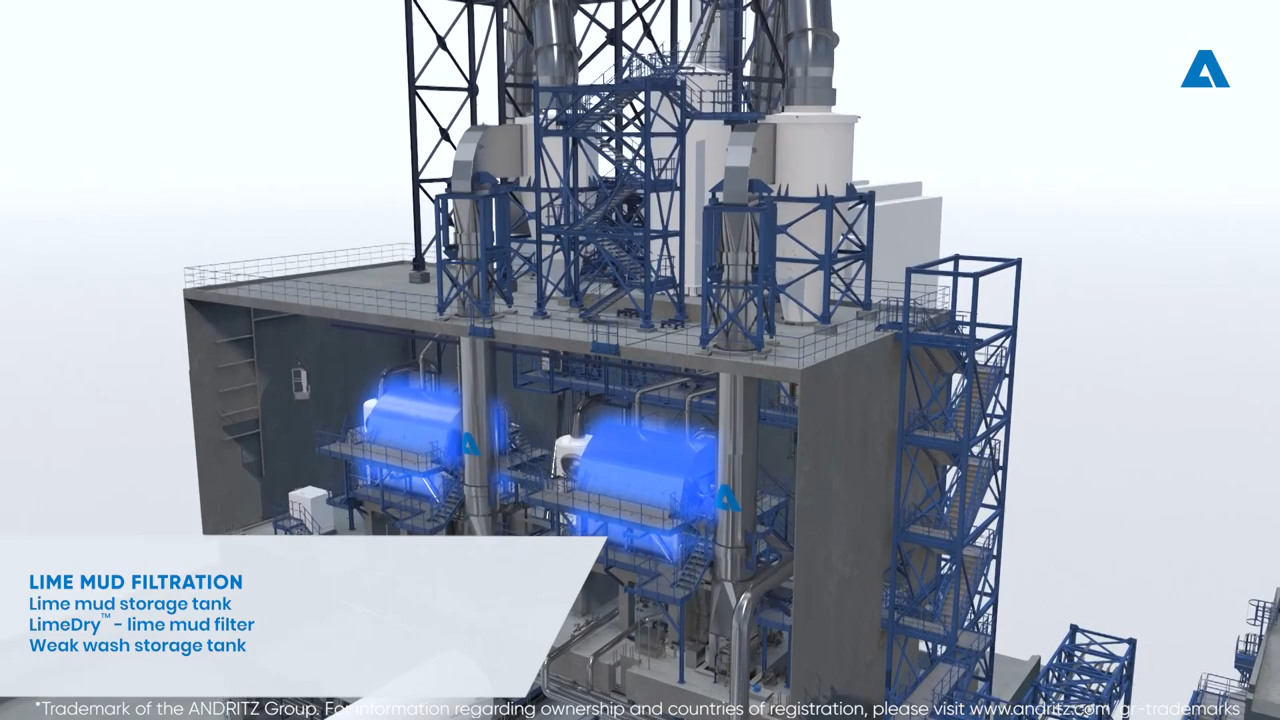 LIME MUD FILTRATION
Lime mud storage tank
LimeDry™ - lime mud filter
Weak wash storage tank
*Trademark of the ANDRITZ Group. For information regarding ownership and countries of registration, please visit www.andritz.com/gr-trademarks